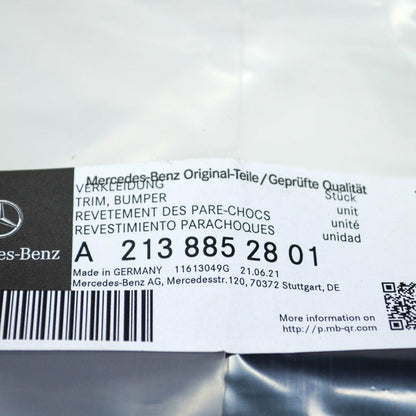 Mercedes-Benz Original-Teile/Geprüfte Qualität
VERKLEIDUNG Stück
TRIM, BUMPER unit
REVETEMENT DES PARE-CHOCS unité
REVESTIMIENTO PARACHOQUES unidad
des-Benz
A 213 885 28 01
Made in GERMANY 11613049G 21.06.21
Mercedes-Benz AG, Mercedesstr.120, 70372 Stuttgart, DE
More information on
http://p.mb-qr.com/